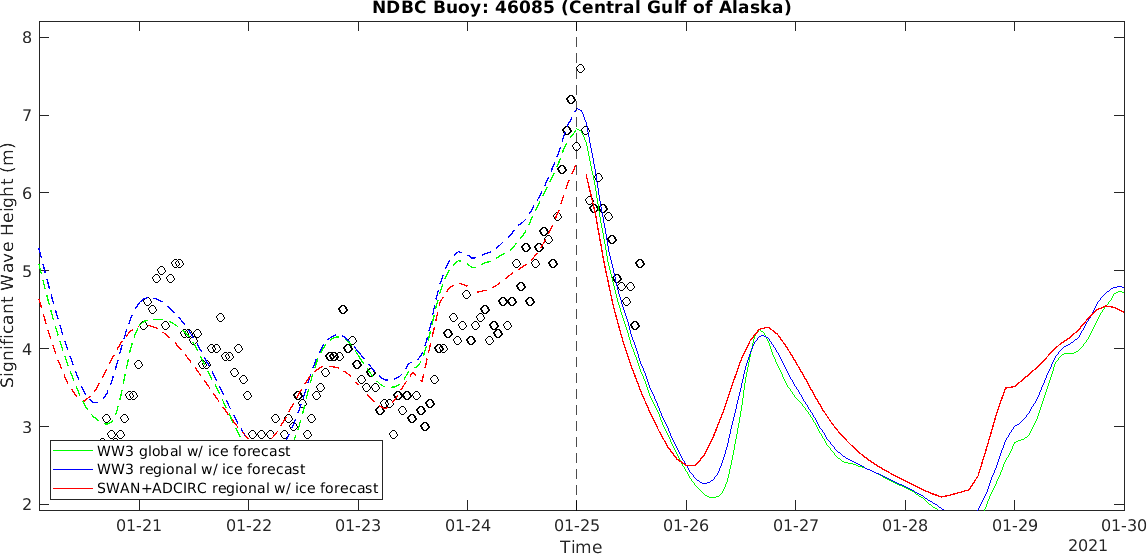 NDBC Buoy: 46085 (Central Gulf of Alaska)
Significant Wave Height (m)
8
7
6
5
4
3
2
WW3 global w/ ice forecast
WW3 regional w/ ice forecast
SWAN+ADCIRC regional w/ ice forecast
01-21 01-22 01-23 01-24 01-25 01-26 01-27 01-28 01-29 01-30
Time
2021